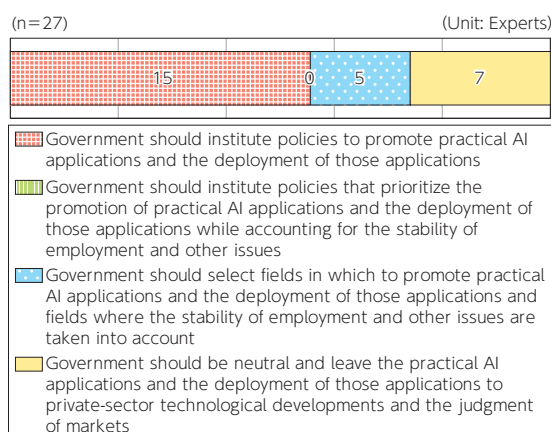 (n=27) (Unit: Experts)
15 0 5 7
Government should institute policies to promote practical AI
applications and the deployment of those applications
Government should institute policies that prioritize the
promotion of practical AI applications and the deployment of
those applications while accounting for the stability of
employment and other issues
Government should select fields in which to promote practical
AI applications and the deployment of those applications and
fields where the stability of employment and other issues are
taken into account
Government should be neutral and leave the practical AI
applications and the deployment of those applications to
private-sector technological developments and the judgment
of markets